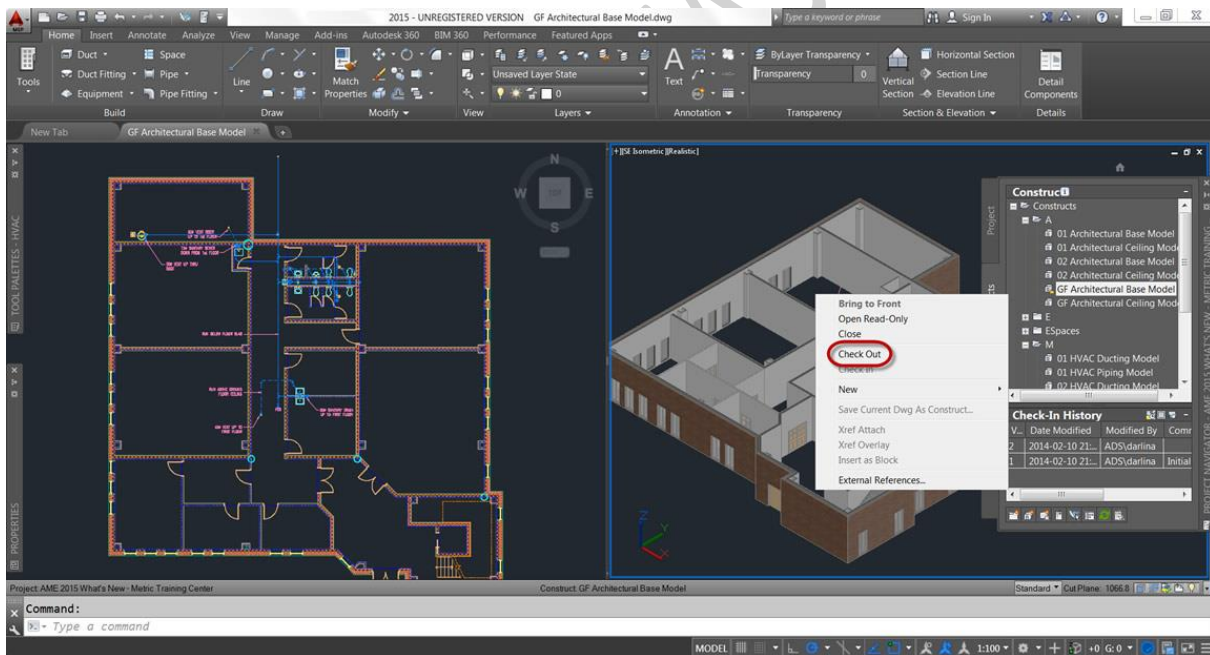 2015 - UNREGISTERED VERSION GF Architectural Base Model.dwg
Type a keyword or phrase
Sign In
Home Insert Annotate Analyze View Manage Add-ins Autodesk 360 BIM 360 Performance Featured Apps
Tools
Duct
Duct Fitting
Equipment
Space
Pipe
Pipe Fitting
Line
Match
Properties
Unsaved Layer State
0
Text
ByLayer Transparency
Transparency 0
Vertical
Section
Horizontal Section
Section Line
Elevation Line
Detail
Components
Build Draw Modify View Layers Annotation Transparency Section & Elevation Details
New Tab GF Architectural Base Model
[+][SE Isometric][Realistic]
N
W TOP E
S
TOOL PALETTES - HVAC
PROPERTIES
Project
Constructs
A
01 Architectural Base Model
01 Architectural Ceiling Mode
02 Architectural Base Model
02 Architectural Ceiling Mode
GF Architectural Base Model
GF Architectural Ceiling Mod
E
ESpaces
M
01 HVAC Ducting Model
01 HVAC Piping Model
02 HVAC Ducting Model
Bring to Front
Open Read-Only
Close
Check Out
Check In
New
Save Current Dwg As Construct...
Xref Attach
Xref Overlay
Insert as Block
External References...
Check-In History
V... Date Modified Modified By Comr
2 2014-02-10 21:... ADS\darlina
1 2014-02-10 21:... ADS\darlina Initial
PROJECT NAVIGATOR - AME 2015 WHAT'S NEW - METRIC TRAINING
Z
Y
X
Project: AME 2015 What's New - Metric Training Center Construct: GF Architectural Base Model Standard Cut Plane: 1066.8
Command:
Type a command
MODEL 1:100 +0 G: 0